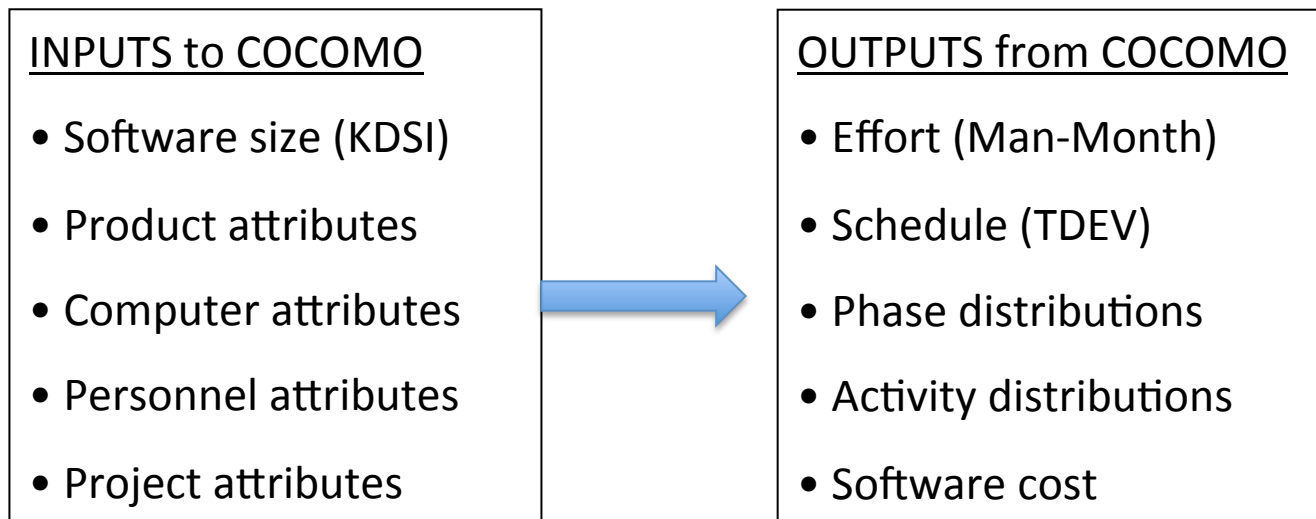 INPUTS to COCOMO
• Software size (KDSI)
• Product attributes
• Computer attributes
• Personnel attributes
• Project attributes
OUTPUTS from COCOMO
• Effort (Man-Month)
• Schedule (TDEV)
• Phase distributions
• Activity distributions
• Software cost